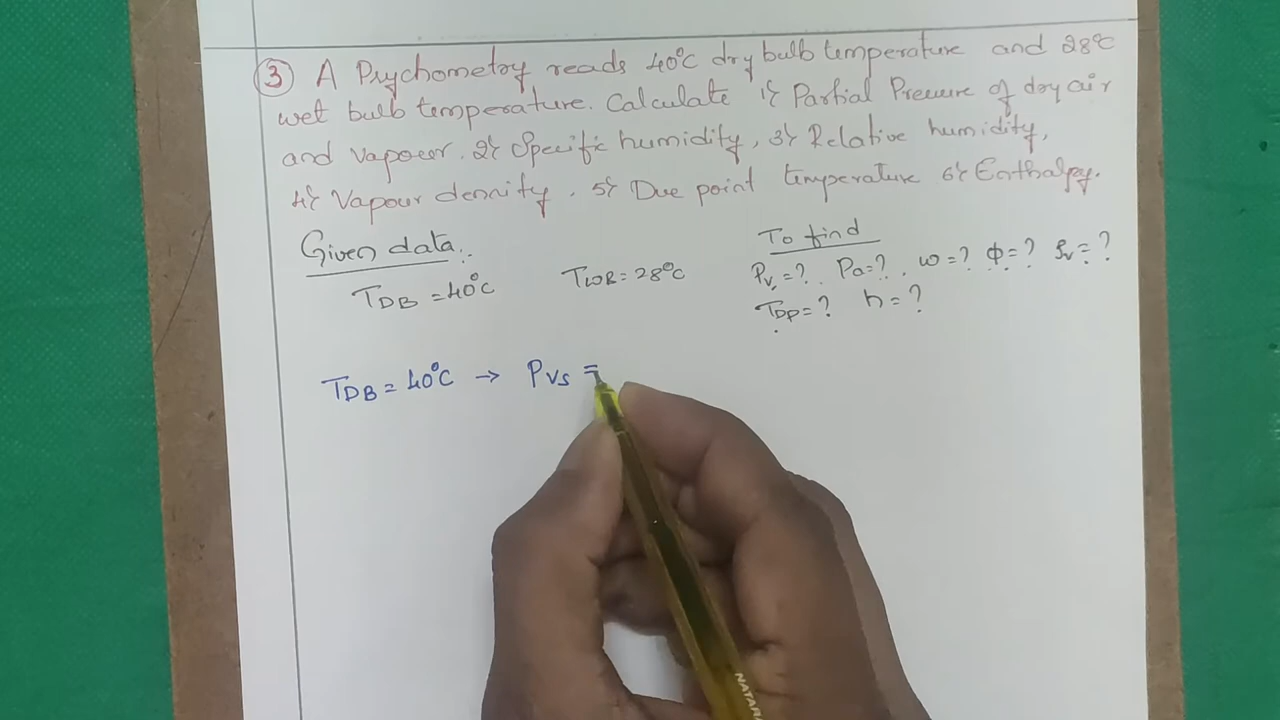 3 A Psychometry reads 40°C dry bulb temperature and 28°C
wet bulb temperature. Calculate 1} Partial Pressure of dry air
and vapour. 2} Specific humidity, 3} Relative humidity,
4} Vapour density. 5} Due point temperature 6} Enthalpy.
Given data..
TDB = 40°C TWB = 28°C
To find
Pv = ? Pa = ? . ω = ? φ = ? ρv = ?
TDP = ? h = ?
TDB = 40°C → Pvs =
NATARA